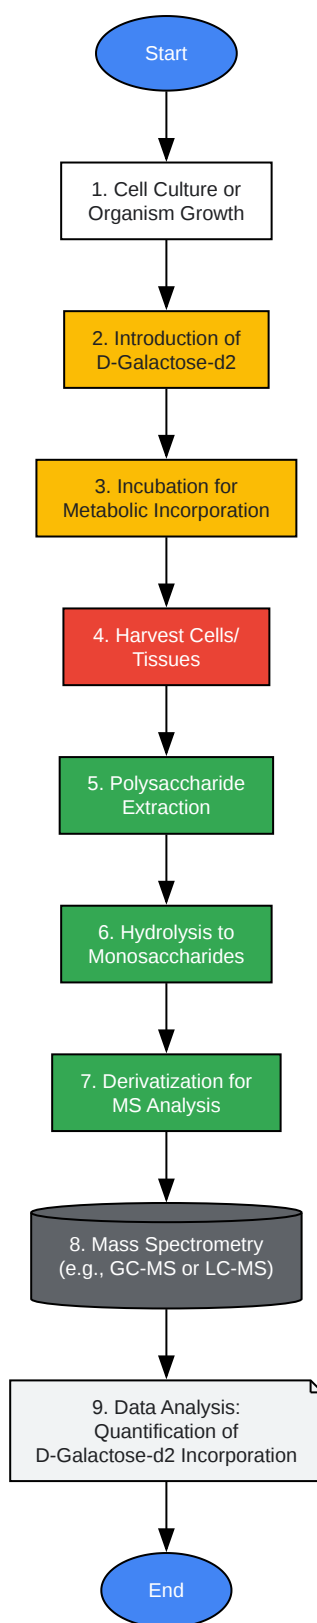 Start
1. Cell Culture or
Organism Growth
2. Introduction of
D-Galactose-d2
3. Incubation for
Metabolic Incorporation
4. Harvest Cells/
Tissues
5. Polysaccharide
Extraction
6. Hydrolysis to
Monosaccharides
7. Derivatization for
MS Analysis
8. Mass Spectrometry
(e.g., GC-MS or LC-MS)
9. Data Analysis:
Quantification of
D-Galactose-d2 Incorporation
End